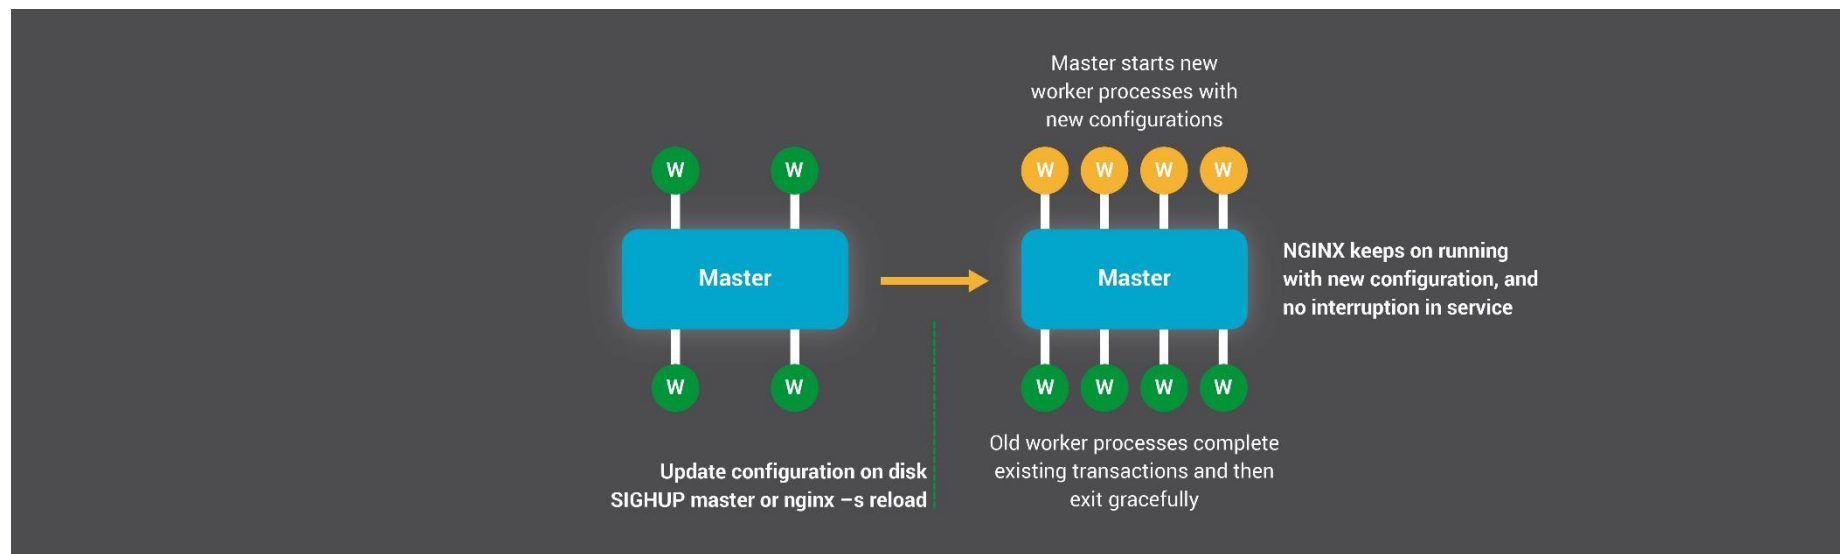 W W
Master
W W
Update configuration on disk
SIGHUP master or nginx –s reload
Master starts new
worker processes with
new configurations
W W W W
Master
W W W W
Old worker processes complete
existing transactions and then
exit gracefully
NGINX keeps on running
with new configuration, and
no interruption in service